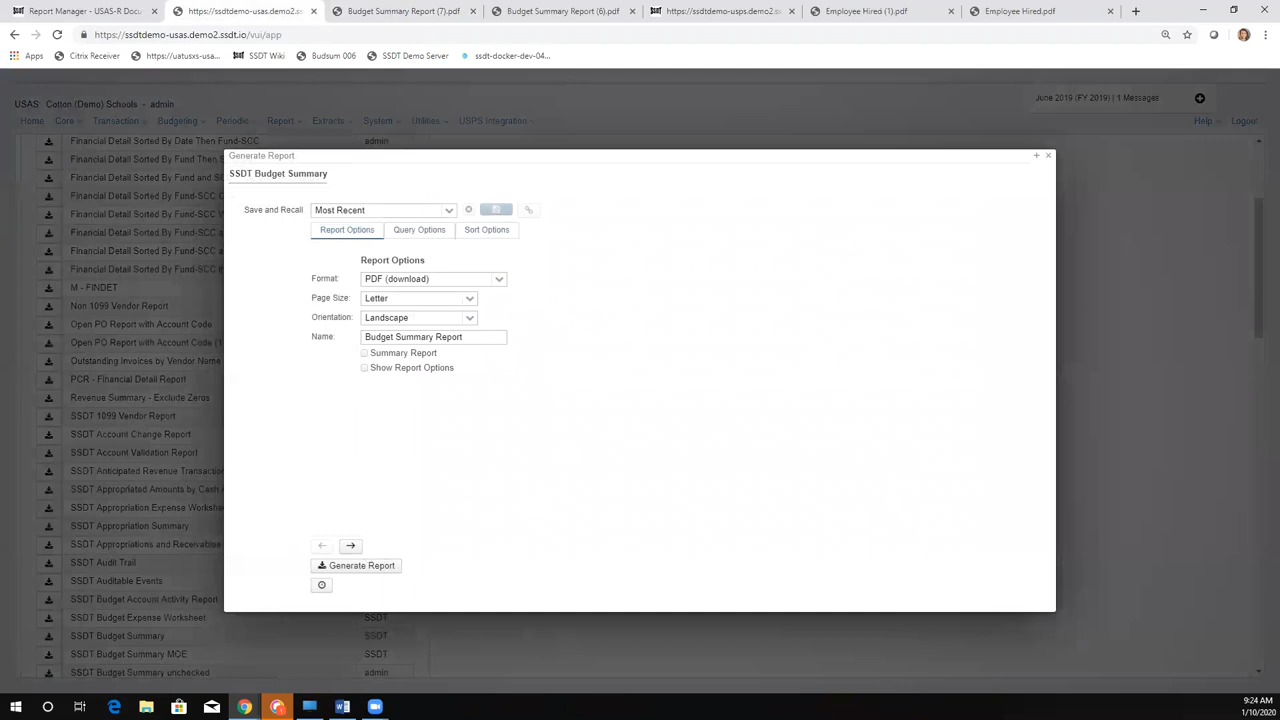 Report Manager - USAS-R Docu
https://ssdtdemo-usas.demo2.s
Budget Summary Report (7).pdf
Budget Summary Report (6).pdf
https://ssdtdemo-usps.demo2.s
Employee Hired (1).pdf
Employee Hired.pdf
https://ssdtdemo-usas.demo2.ssdt.io/vui/app
Apps
Citrix Receiver
https://uatusxs-usa...
SSDT Wiki
Budsum 006
SSDT Demo Server
ssdt-docker-dev-04...
USAS: Cotton (Demo) Schools - admin
June 2019 (FY 2019) | 1 Messages
Home Core Transaction Budgeting Periodic Report Extracts System Utilities USPS Integration Help Logout
Financial Detail Sorted By Date Then Fund-SCC admin
Generate Report
SSDT Budget Summary
Save and Recall Most Recent
Report Options Query Options Sort Options
Report Options
Format: PDF (download)
Page Size: Letter
Orientation: Landscape
Name: Budget Summary Report
Summary Report
Show Report Options
Generate Report
Financial Detail Sorted By Fund Then S
Financial Detail Sorted By Fund and SC
Financial Detail Sorted By Fund-SCC C
Financial Detail Sorted By Fund-SCC W
Financial Detail Sorted By Fund-SCC a
Financial Detail Sorted By Fund-SCC a
Financial Detail Sorted By Fund-SCC (
M - FINDET
Non 1099 Vendor Report
Open PO Report with Account Code
Open PO Report with Account Code (1
Outstanding Invoices by Vendor Name
PCR - Financial Detail Report
Revenue Summary - Exclude Zeros
SSDT 1099 Vendor Report
SSDT Account Change Report
SSDT Account Validation Report
SSDT Anticipated Revenue Transaction
SSDT Appropriated Amounts by Cash A
SSDT Appropriation Expense Workshee
SSDT Appropriation Summary
SSDT Appropriations and Receivables
SSDT Audit Trail
SSDT Auditable Events
SSDT Budget Account Activity Report
SSDT Budget Expense Worksheet SSDT
SSDT Budget Summary SSDT
SSDT Budget Summary MOE SSDT
SSDT Budget Summary unchecked admin
9:24 AM
1/10/2020